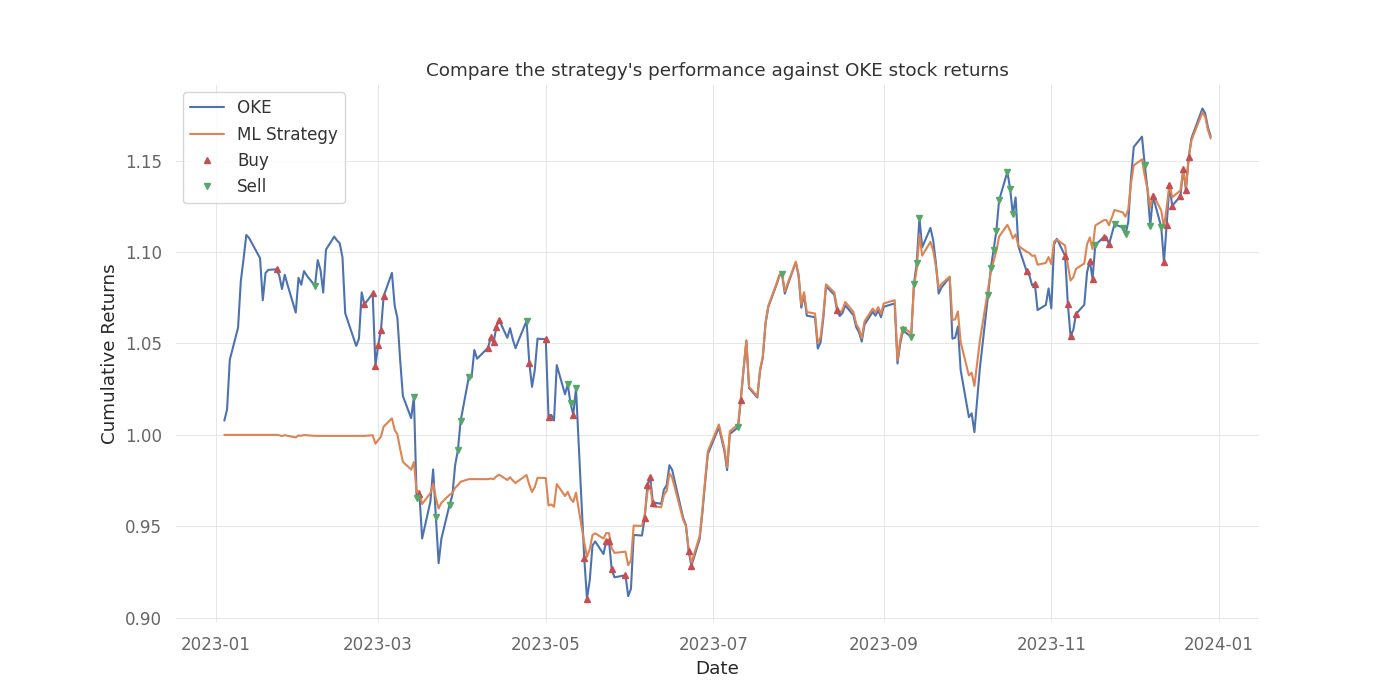 Compare the strategy's performance against OKE stock returns
OKE
ML Strategy
Buy
Sell
Cumulative Returns
1.15
1.10
1.05
1.00
0.95
0.90
2023-01
2023-03
2023-05
2023-07
2023-09
2023-11
2024-01
Date